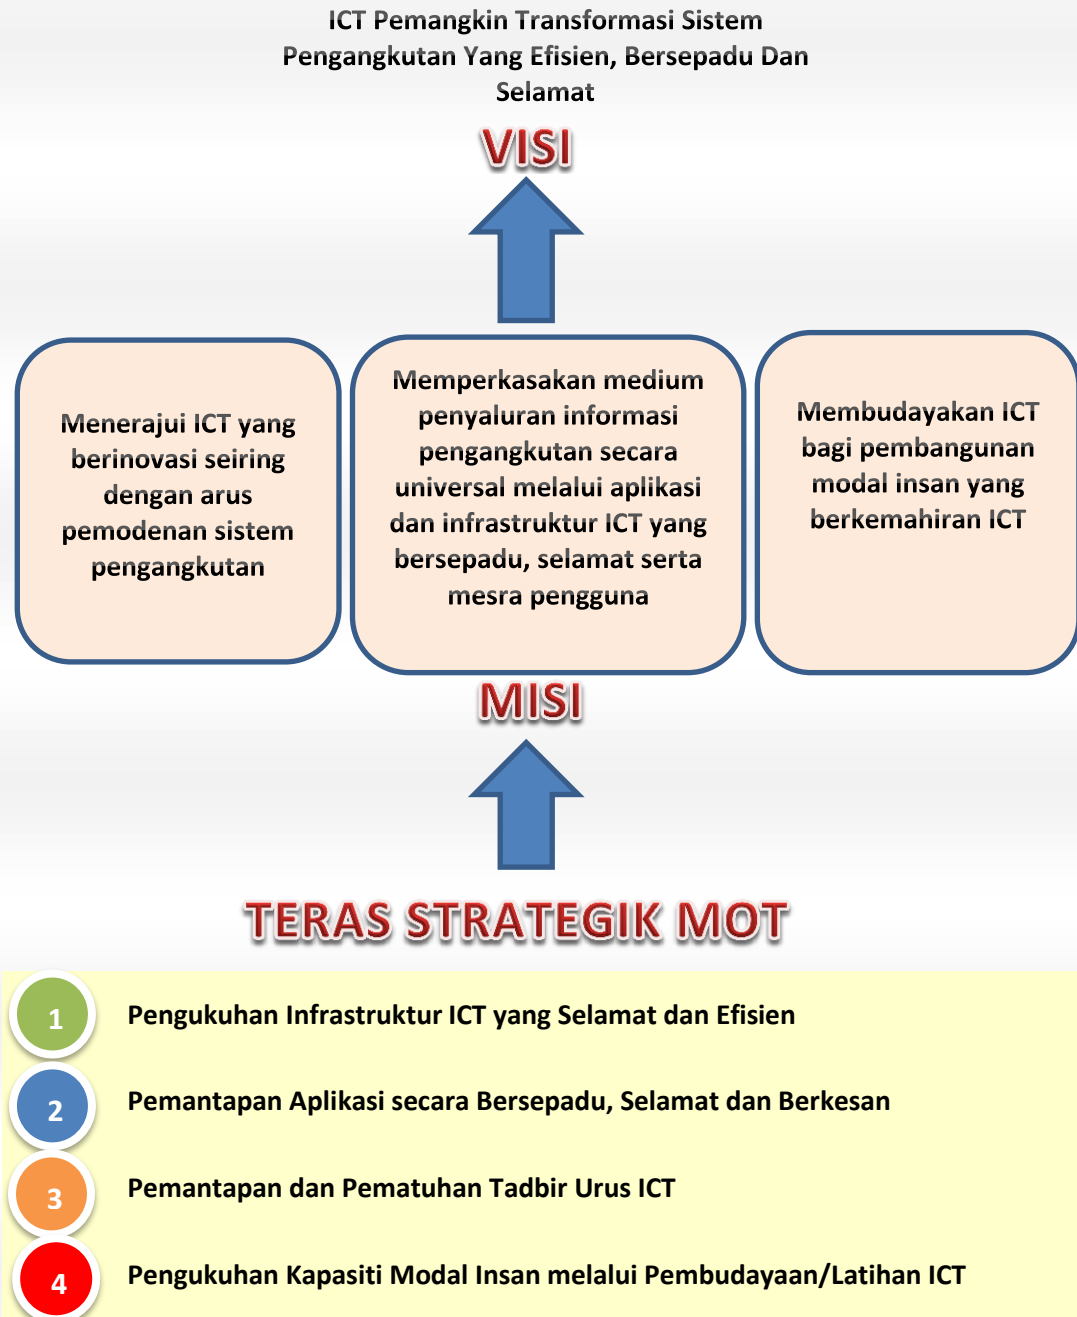 ICT Pemangkin Transformasi Sistem
Pengangkutan Yang Efisien, Bersepadu Dan
Selamat
VISI
Menerajui ICT yang
berinovasi seiring
dengan arus
pemodenan sistem
pengangkutan
Memperkasakan medium
penyaluran informasi
pengangkutan secara
universal melalui aplikasi
dan infrastruktur ICT yang
bersepadu, selamat serta
mesra pengguna
Membudayakan ICT
bagi pembangunan
modal insan yang
berkemahiran ICT
MISI
TERAS STRATEGIK MOT
1 Pengukuhan Infrastruktur ICT yang Selamat dan Efisien
2 Pemantapan Aplikasi secara Bersepadu, Selamat dan Berkesan
3 Pemantapan dan Pematuhan Tadbir Urus ICT
4 Pengukuhan Kapasiti Modal Insan melalui Pembudayaan/Latihan ICT